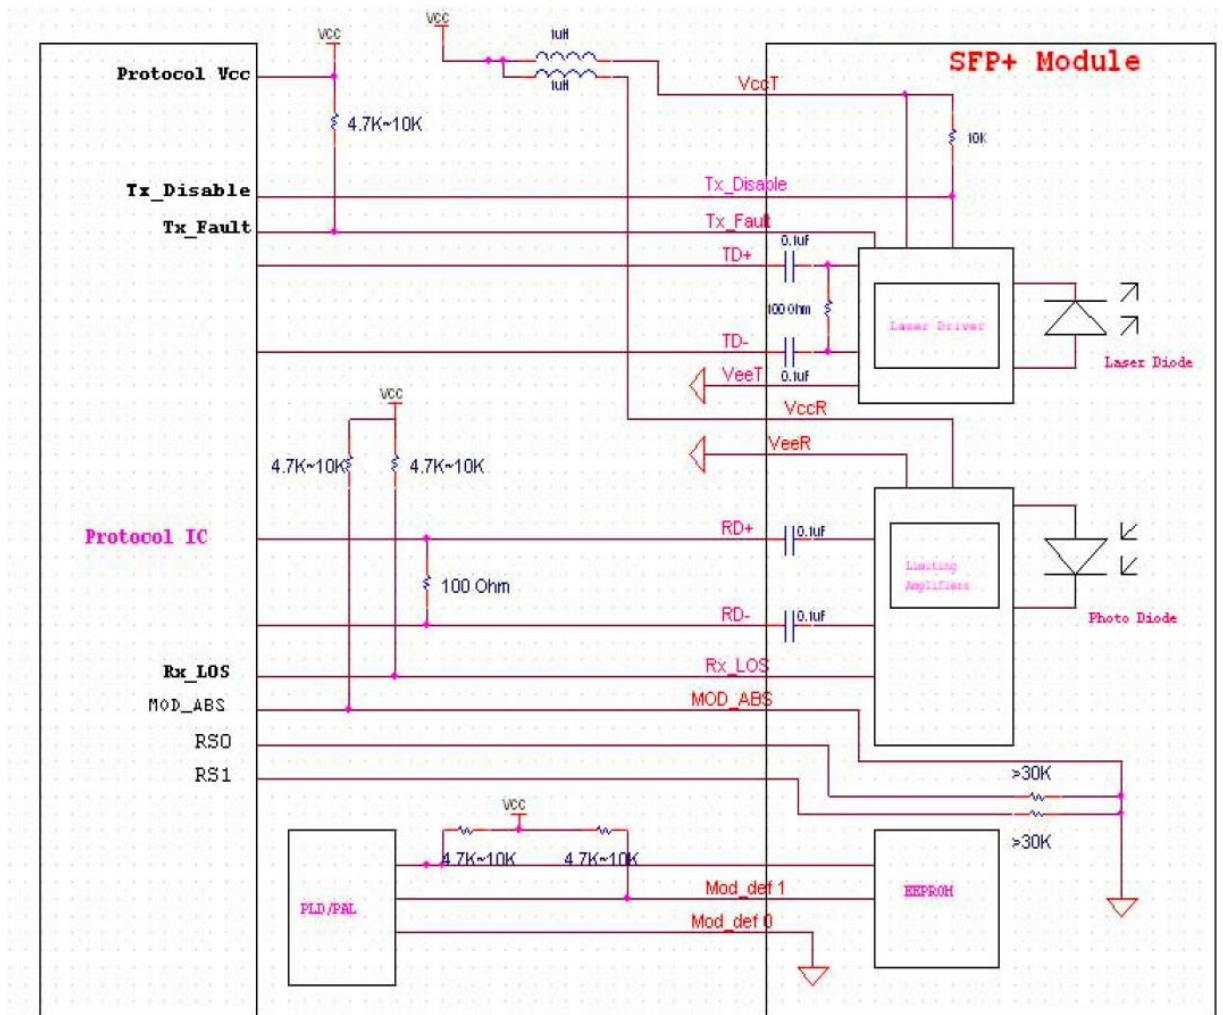 VCC
1uH
VCC
SFP+ Module
Protocol Vcc
1uH
VccT
4.7K~10K
10K
Tx_Disable
Tx_Disable
Tx_Fault
Tx_Fault
0.1uF
TD+
100 Ohm
Laser Driver
TD-
Laser Diode
VeeT
0.1uF
VCC
VccR
VeeR
4.7K~10K
4.7K~10K
Protocol IC
RD+
0.1uF
Limiting
Amplifiers
100 Ohm
RD-
0.1uF
Photo Diode
Rx_LOS
Rx_LOS
MOD_ABS
MOD_ABS
RS0
RS1
>30K
VCC
>30K
4.7K~10K
4.7K~10K
PLD/PAL
Mod_def 1
EEPROM
Mod_def 0